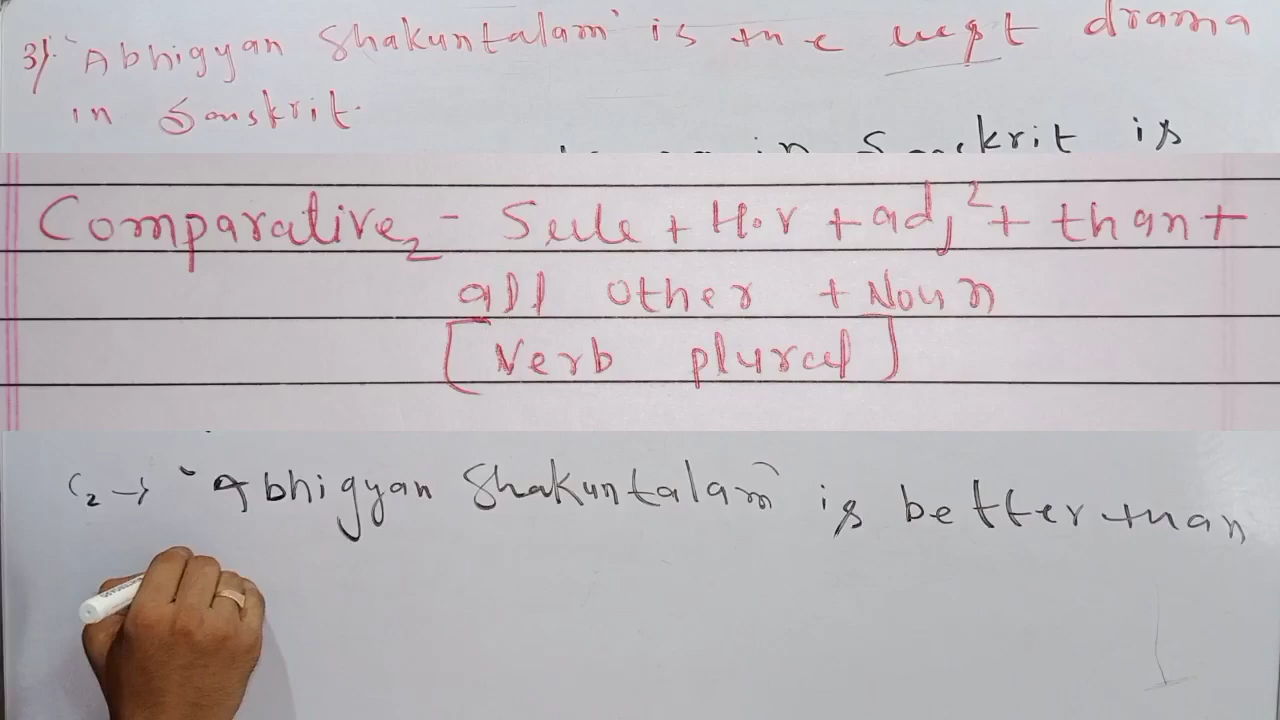 3). 'Abhigyan Shakuntalam' is the best drama
in Sanskrit.
in Sanskrit is
Comparative₂ - + H.V + adj² + than +
all other + Noun
[Verb plural]
C₂ → 'Abhigyan Shakuntalam' is better than